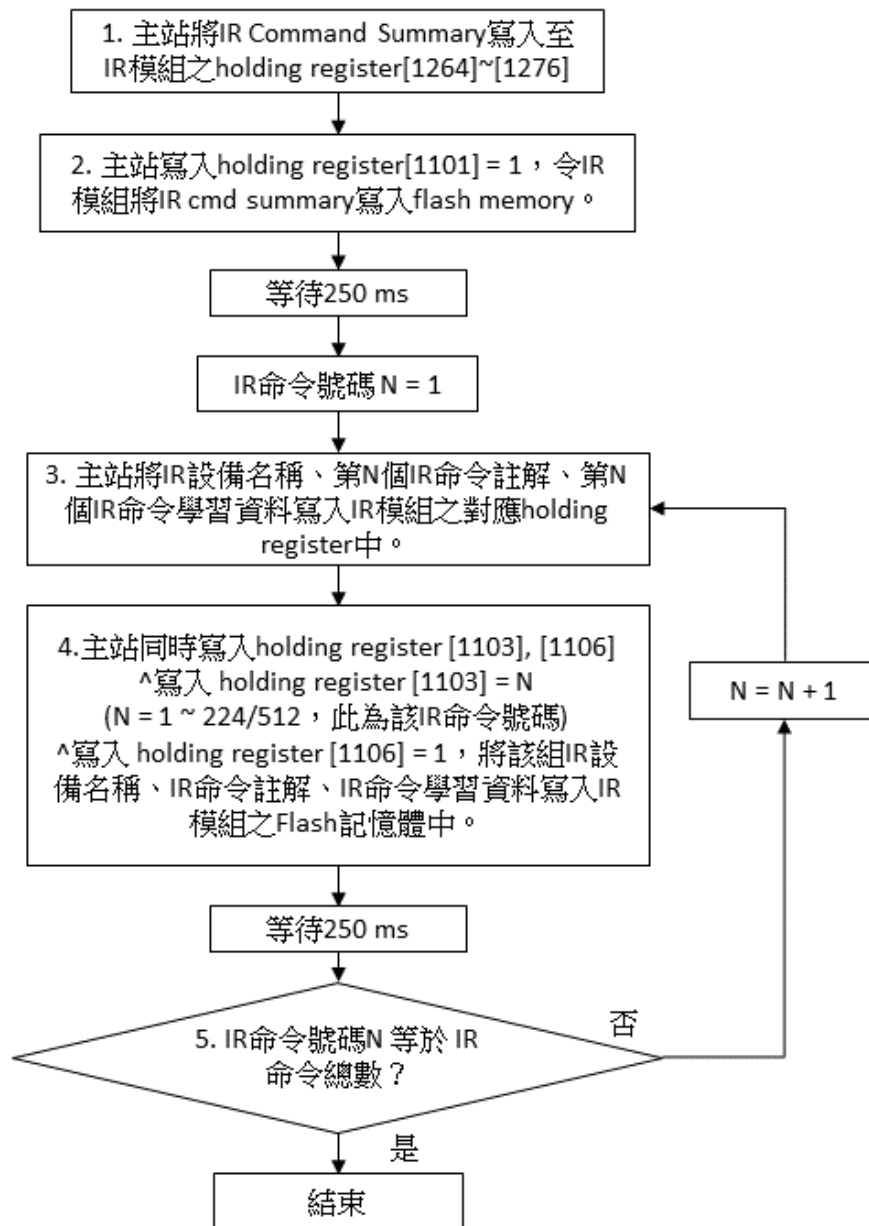 1. 主站將IR Command Summary寫入至
IR模組之holding register[1264]~[1276]
2. 主站寫入holding register[1101] = 1，令IR
模組將IR cmd summary寫入flash memory。
等待250 ms
IR命令號碼 N = 1
3. 主站將IR設備名稱、第N個IR命令註解、第N
個IR命令學習資料寫入IR模組之對應holding
register中。
4.主站同時寫入holding register [1103], [1106]
^寫入 holding register [1103] = N
(N = 1 ~ 224/512，此為該IR命令號碼)
^寫入 holding register [1106] = 1，將該組IR設
備名稱、IR命令註解、IR命令學習資料寫入IR
模組之Flash記憶體中。
N = N + 1
等待250 ms
5. IR命令號碼N 等於 IR
命令總數？
否
是
結束